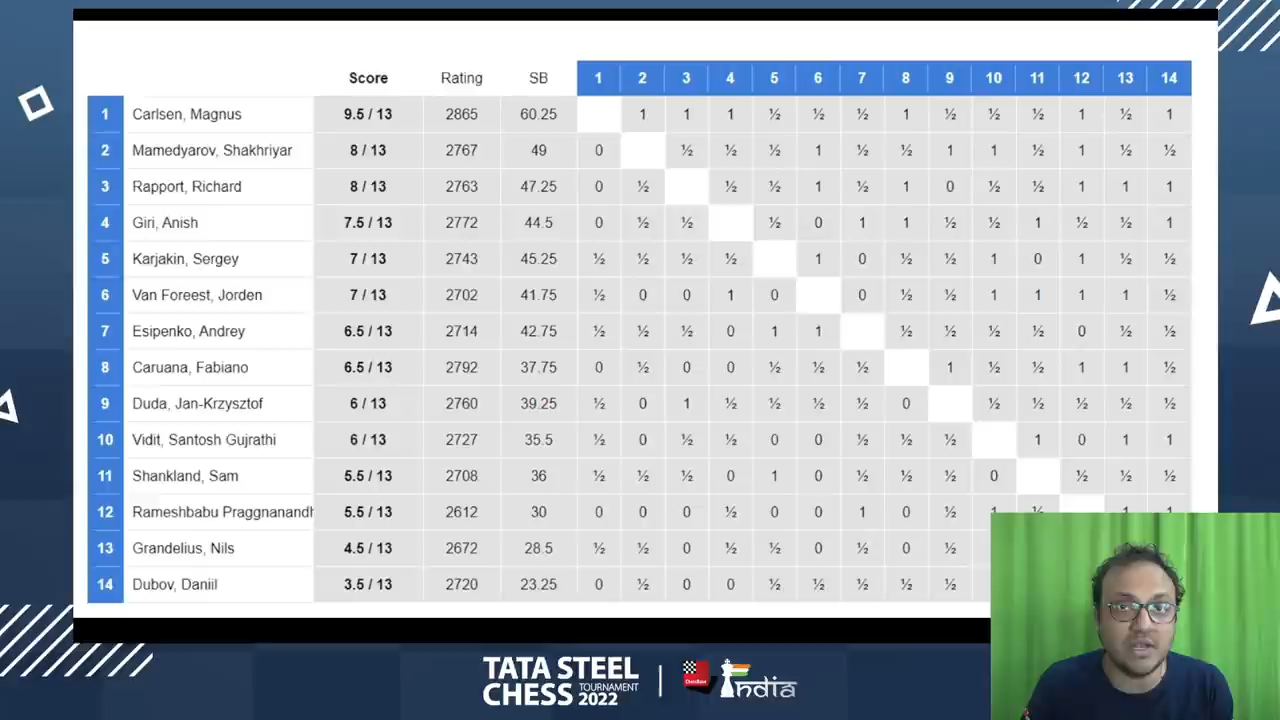 Score Rating SB 1 2 3 4 5 6 7 8 9 10 11 12 13 14
1 Carlsen, Magnus 9.5 / 13 2865 60.25 1 1 1 ½ ½ ½ 1 ½ ½ ½ 1 ½ 1
2 Mamedyarov, Shakhriyar 8 / 13 2767 49 0 ½ ½ ½ 1 ½ ½ 1 1 ½ 1 ½ ½
3 Rapport, Richard 8 / 13 2763 47.25 0 ½ ½ ½ 1 ½ 1 0 ½ ½ 1 1 1
4 Giri, Anish 7.5 / 13 2772 44.5 0 ½ ½ ½ 0 1 1 ½ ½ 1 ½ ½ 1
5 Karjakin, Sergey 7 / 13 2743 45.25 ½ ½ ½ ½ 1 0 ½ ½ 1 0 1 ½ ½
6 Van Foreest, Jorden 7 / 13 2702 41.75 ½ 0 0 1 0 0 ½ ½ 1 1 1 1 ½
7 Esipenko, Andrey 6.5 / 13 2714 42.75 ½ ½ ½ 0 1 1 ½ ½ ½ ½ 0 ½ ½
8 Caruana, Fabiano 6.5 / 13 2792 37.75 0 ½ 0 0 ½ ½ ½ 1 ½ ½ 1 1 ½
9 Duda, Jan-Krzysztof 6 / 13 2760 39.25 ½ 0 1 ½ ½ ½ ½ 0 ½ ½ ½ ½ ½
10 Vidit, Santosh Gujrathi 6 / 13 2727 35.5 ½ 0 ½ ½ 0 0 ½ ½ ½ 1 0 1 1
11 Shankland, Sam 5.5 / 13 2708 36 ½ ½ ½ 0 1 0 ½ ½ ½ 0 ½ ½ ½
12 Rameshbabu Praggnanandh 5.5 / 13 2612 30 0 0 0 ½ 0 0 1 0 ½ 1 ½ 1 1
13 Grandelius, Nils 4.5 / 13 2672 28.5 ½ ½ 0 ½ ½ 0 ½ 0 ½
14 Dubov, Daniil 3.5 / 13 2720 23.25 0 ½ 0 0 ½ ½ ½ ½ ½
TATA STEEL
CHESS TOURNAMENT 2022
ChessBase India